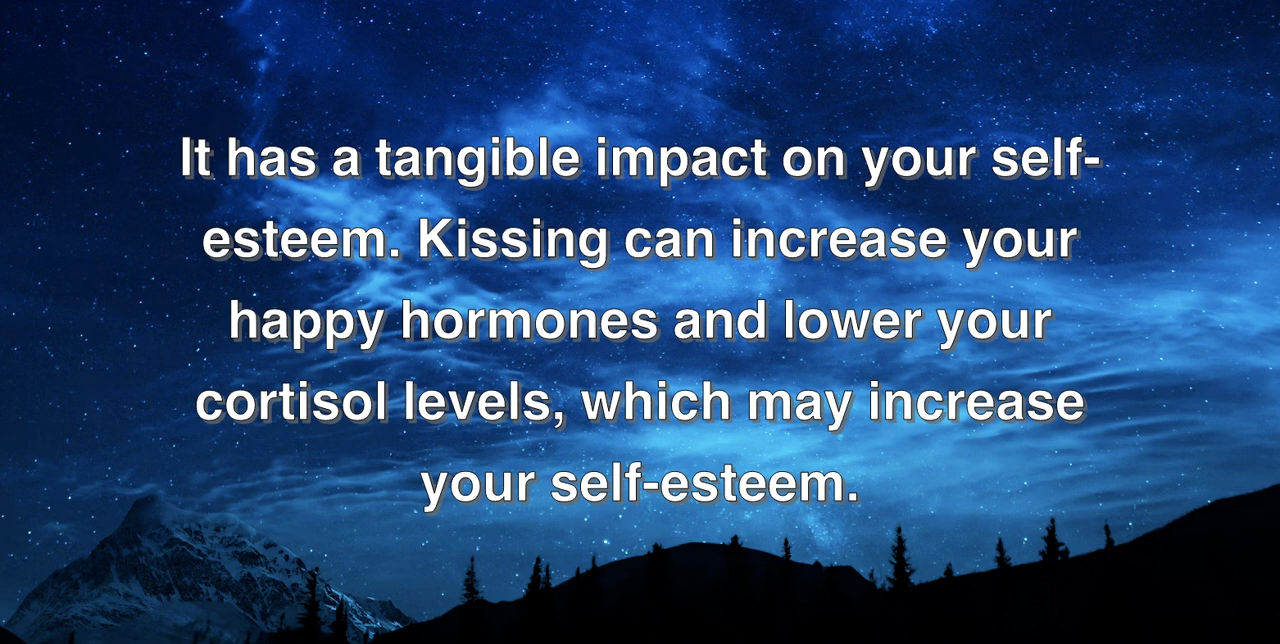 It has a tangible impact on your self-
esteem. Kissing can increase your
happy hormones and lower your
cortisol levels, which may increase
your self-esteem.